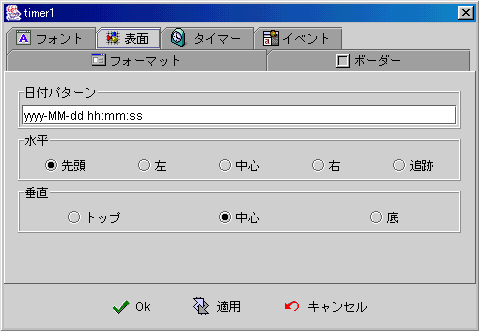 timer1
フォント 表面 タイマー イベント
フォーマット ボーダー
日付パターン
yyyy-MM-dd hh:mm:ss
水平
先頭 左 中心 右 追跡
垂直
トップ 中心 底
Ok 適用 キャンセル